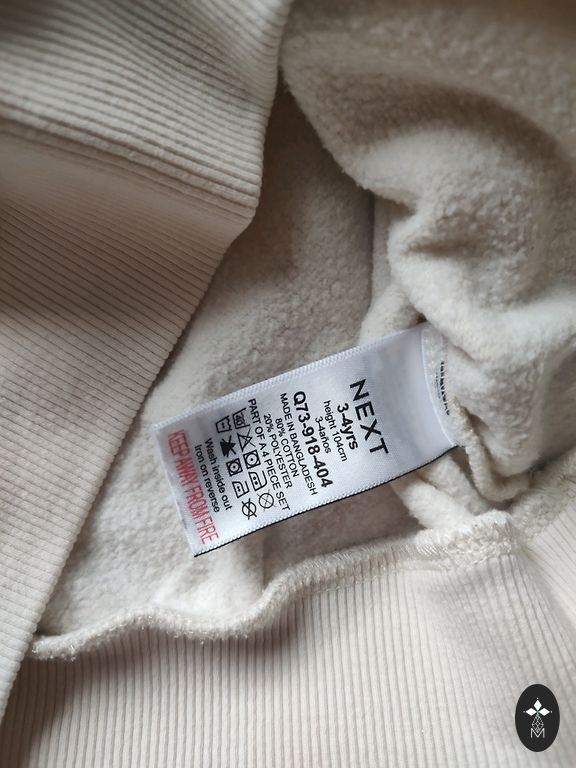 NEXT
3-4yrs
height 104cm
3-4años
Q73-918-404
MADE IN BANGLADESH
80% COTTON
20% POLYESTER
PART OF A 4 PIECE SET
40
Wash inside out
Iron on reverse
KEEP AWAY FROM FIRE
M